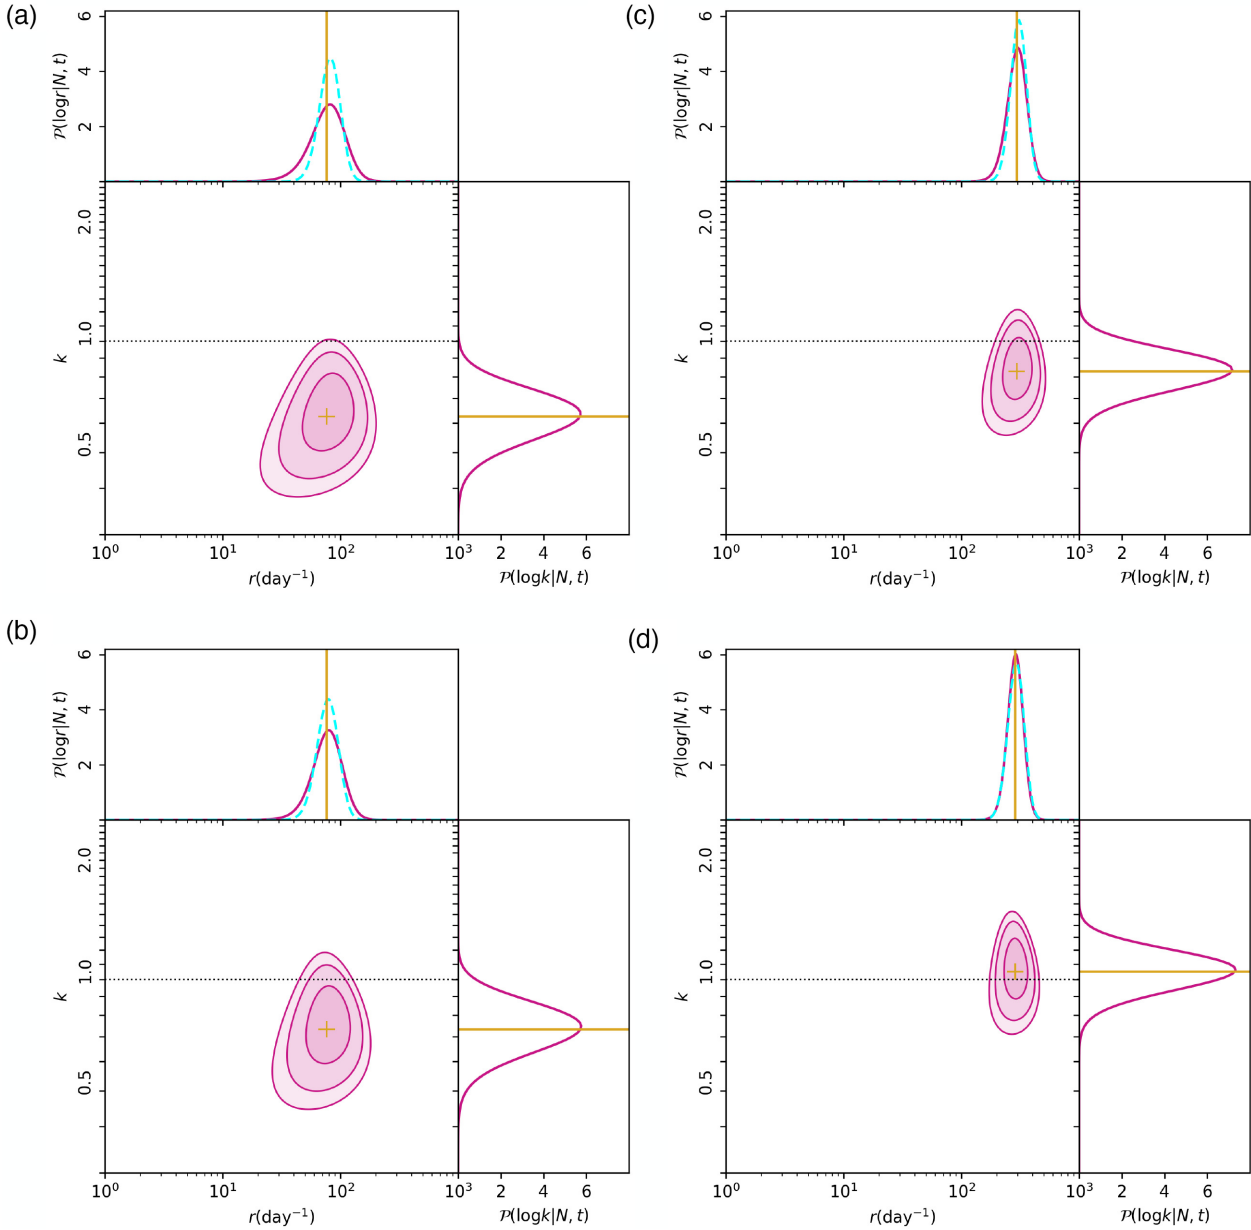 (a)
6
4
2
𝒫(logr|N, t)
2.0
1.0
0.5
k
10⁰ 10¹ 10² 10³ 2 4 6
r(day⁻¹) 𝒫(logk|N, t)
(c)
6
4
2
𝒫(logr|N, t)
2.0
1.0
0.5
k
10⁰ 10¹ 10² 10³ 2 4 6
r(day⁻¹) 𝒫(logk|N, t)
(b)
6
4
2
𝒫(logr|N, t)
2.0
1.0
0.5
k
10⁰ 10¹ 10² 10³ 2 4 6
r(day⁻¹) 𝒫(logk|N, t)
(d)
6
4
2
𝒫(logr|N, t)
2.0
1.0
0.5
k
10⁰ 10¹ 10² 10³ 2 4 6
r(day⁻¹) 𝒫(logk|N, t)